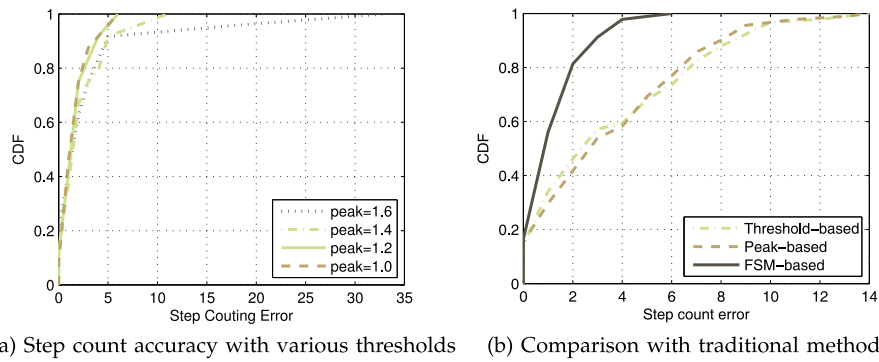 1
0.8
0.6
0.4
0.2
0
CDF
0 5 10 15 20 25 30 35
Step Couting Error
peak=1.6
peak=1.4
peak=1.2
peak=1.0
a) Step count accuracy with various thresholds
1
0.8
0.6
0.4
0.2
0
CDF
0 2 4 6 8 10 12 14
Step count error
Threshold-based
Peak-based
FSM-based
(b) Comparison with traditional method